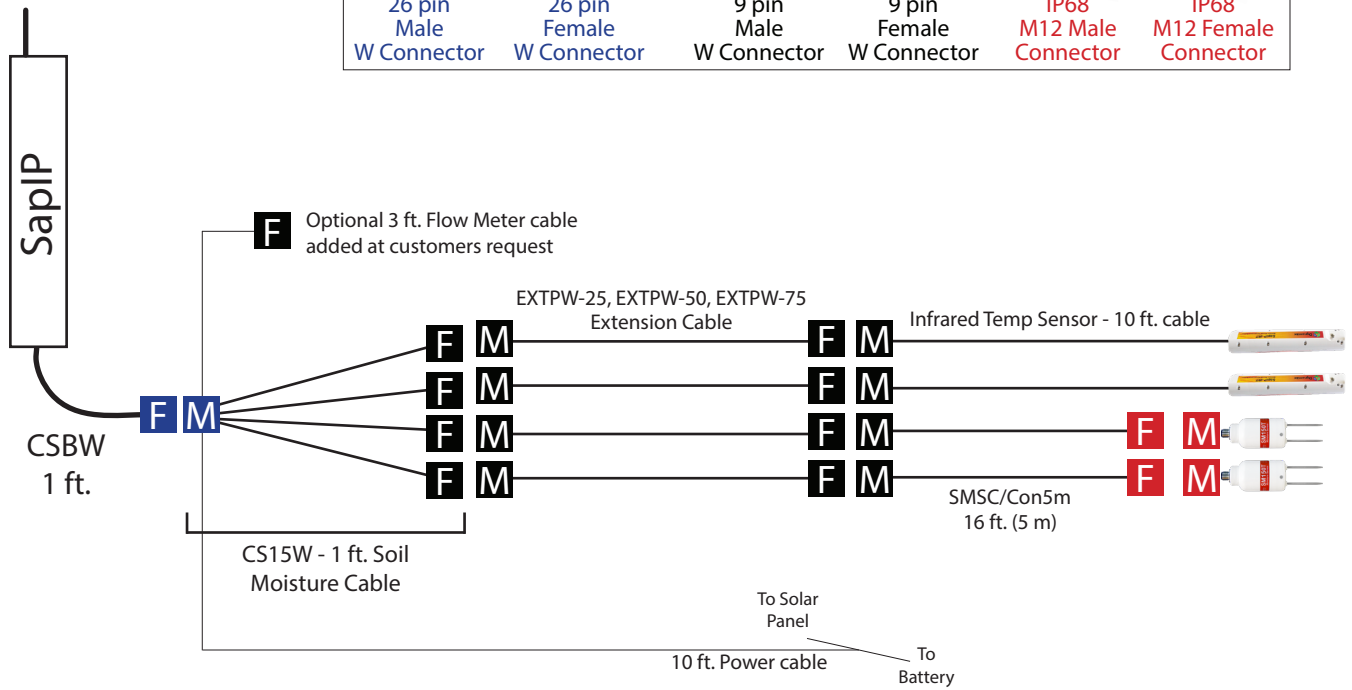 26 pin
Male
W Connector
26 pin
Female
W Connector
9 pin
Male
W Connector
9 pin
Female
W Connector
IP68
M12 Male
Connector
IP68
M12 Female
Connector
SapIP
F
Optional 3 ft. Flow Meter cable
added at customers request
EXTPW-25, EXTPW-50, EXTPW-75
Extension Cable
Infrared Temp Sensor - 10 ft. cable
F M F M
F M F M
F M F M F M
F M F M F M
F M
CSBW
1 ft.
SMSC/Con5m
16 ft. (5 m)
CS15W - 1 ft. Soil
Moisture Cable
To Solar
Panel
10 ft. Power cable
To
Battery
SM150T
SM150T